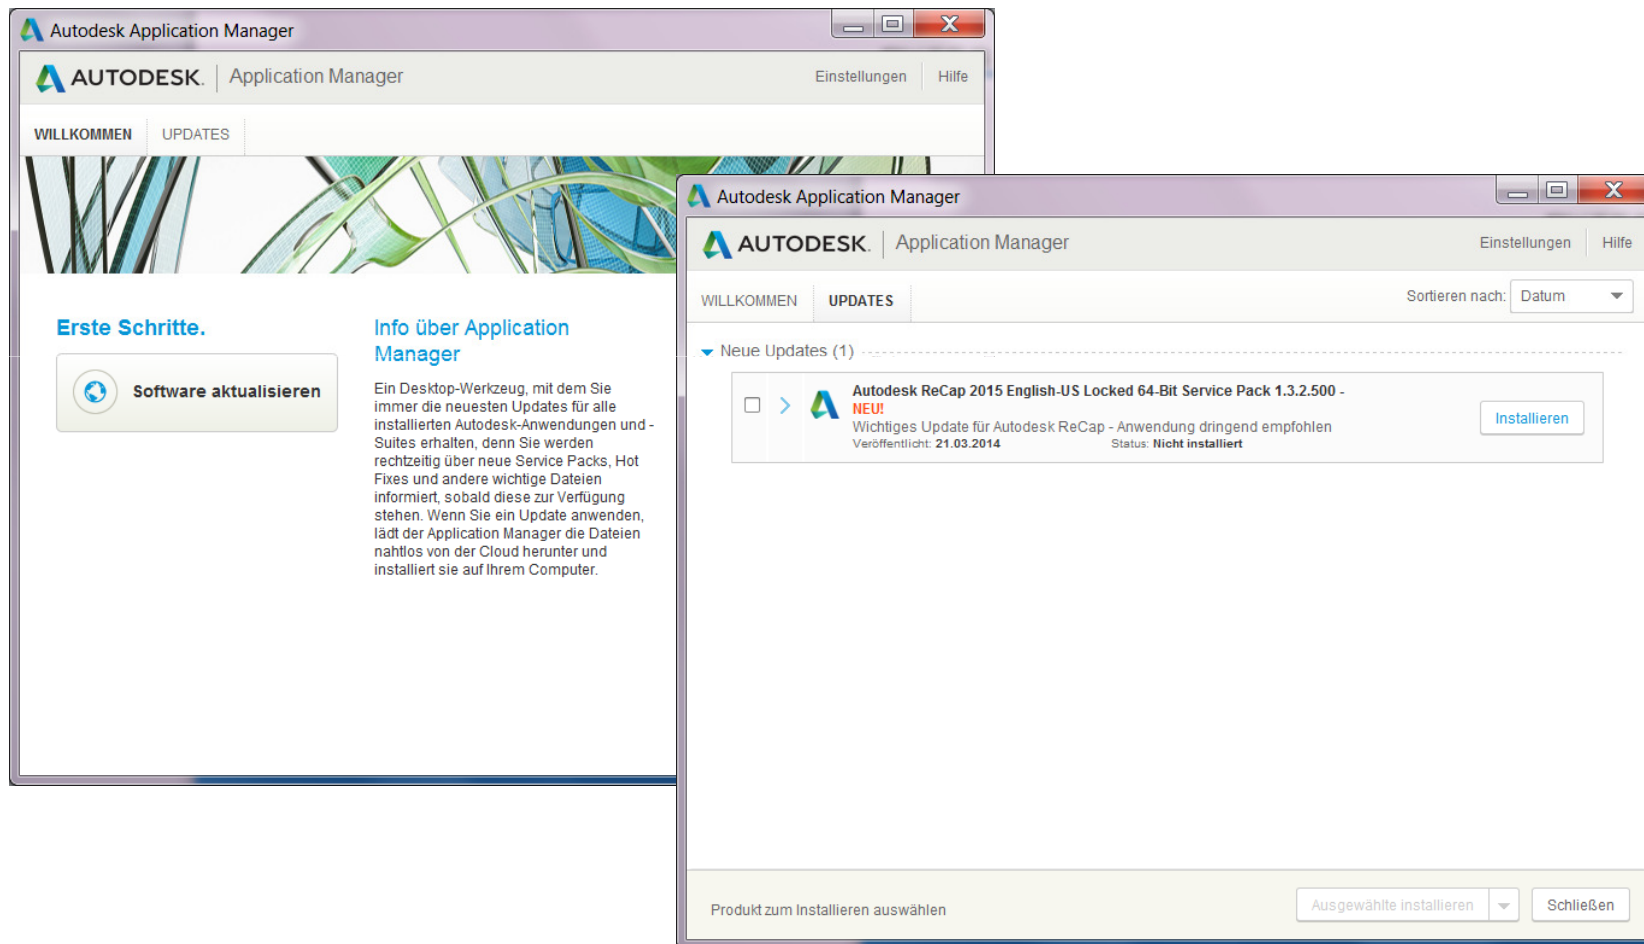 Autodesk Application Manager
AUTODESK. Application Manager
Einstellungen Hilfe
WILLKOMMEN UPDATES
Erste Schritte.
Software aktualisieren
Info über Application
Manager
Ein Desktop-Werkzeug, mit dem Sie
immer die neuesten Updates für alle
installierten Autodesk-Anwendungen und -
Suites erhalten, denn Sie werden
rechtzeitig über neue Service Packs, Hot
Fixes und andere wichtige Dateien
informiert, sobald diese zur Verfügung
stehen. Wenn Sie ein Update anwenden,
lädt der Application Manager die Dateien
nahtlos von der Cloud herunter und
installiert sie auf Ihrem Computer.
Autodesk Application Manager
AUTODESK. Application Manager
Einstellungen Hilfe
WILLKOMMEN UPDATES
Sortieren nach: Datum
Neue Updates (1)
Autodesk ReCap 2015 English-US Locked 64-Bit Service Pack 1.3.2.500 -
NEU!
Wichtiges Update für Autodesk ReCap - Anwendung dringend empfohlen
Veröffentlicht: 21.03.2014 Status: Nicht installiert
Installieren
Produkt zum Installieren auswählen
Ausgewählte installieren
Schließen